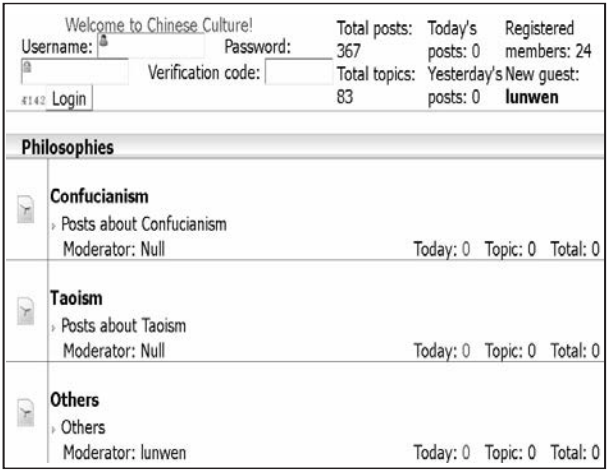 Welcome to Chinese Culture!
Username: Password:
Verification code:
4142 Login
Total posts: 367
Total topics: 83
Today's posts: 0
Yesterday's posts: 0
Registered members: 24
New guest: lunwen
Philosophies
Confucianism
Posts about Confucianism
Moderator: Null Today: 0 Topic: 0 Total: 0
Taoism
Posts about Taoism
Moderator: Null Today: 0 Topic: 0 Total: 0
Others
Others
Moderator: lunwen Today: 0 Topic: 0 Total: 0